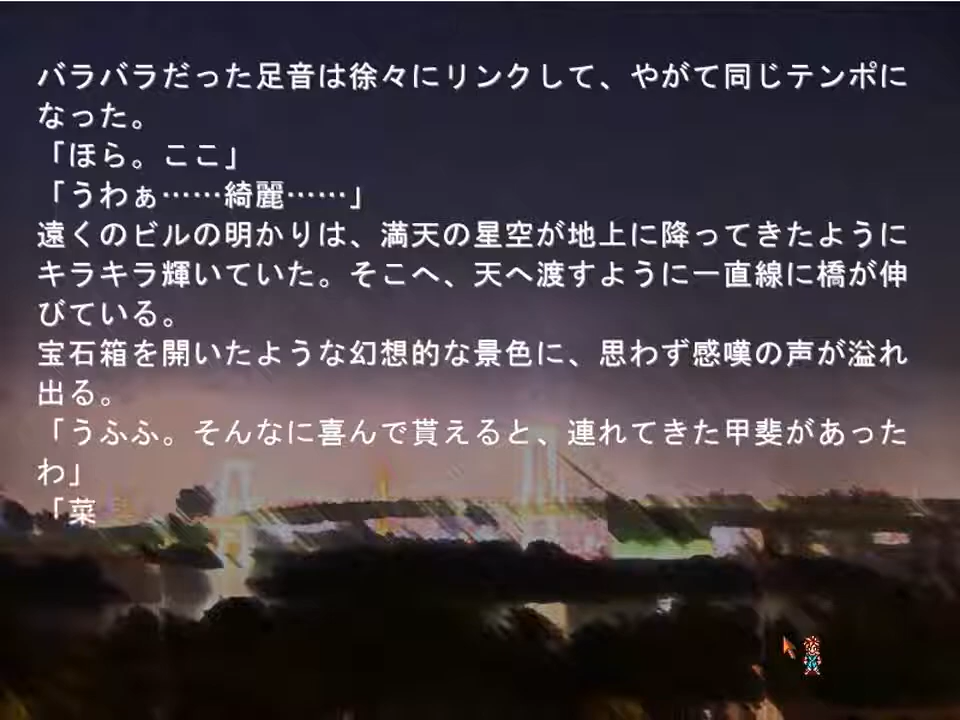 バラバラだった足音は徐々にリンクして、やがて同じテンポに
なった。
「ほら。ここ」
「うわぁ……綺麗……」
遠くのビルの明かりは、満天の星空が地上に降ってきたように
キラキラ輝いていた。そこへ、天へ渡すように一直線に橋が伸
びている。
宝石箱を開いたような幻想的な景色に、思わず感嘆の声が溢れ
出る。
「うふふ。そんなに喜んで貰えると、連れてきた甲斐があった
わ」
「菜